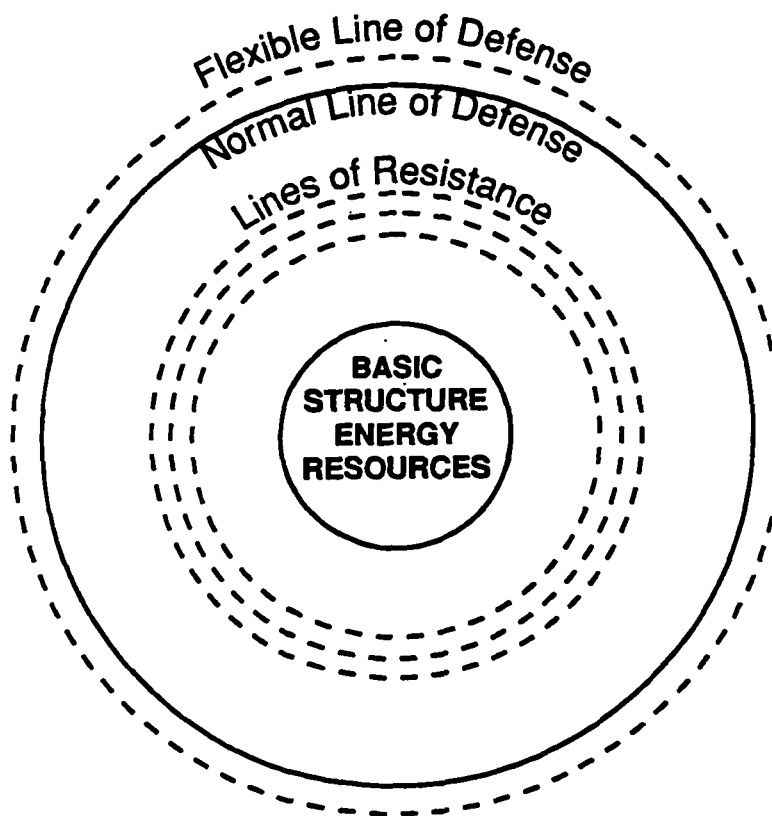 Flexible Line of Defense
Normal Line of Defense
Lines of Resistance
BASIC
STRUCTURE
ENERGY
RESOURCES